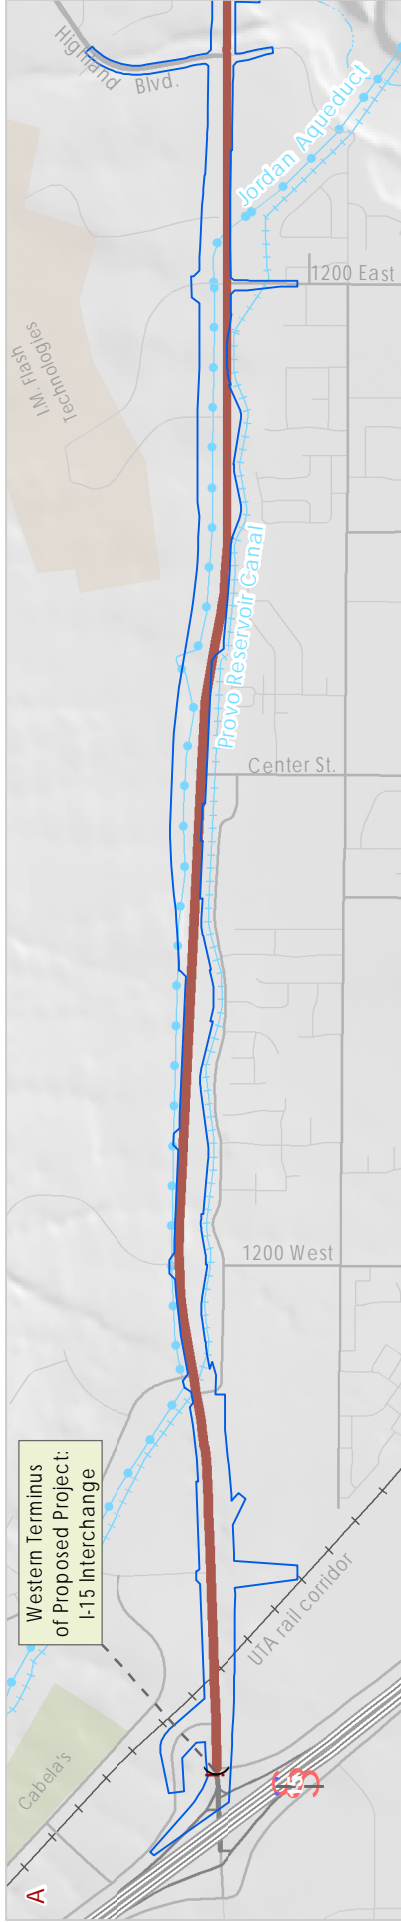 Highland
Blvd.
Jordan Aqueduct
1200 East
I.M. Flash
Technologies
Provo Reservoir Canal
Center St.
1200 West
Western Terminus
of Proposed Project:
I-15 Interchange
UTA rail corridor
Cabela's
A